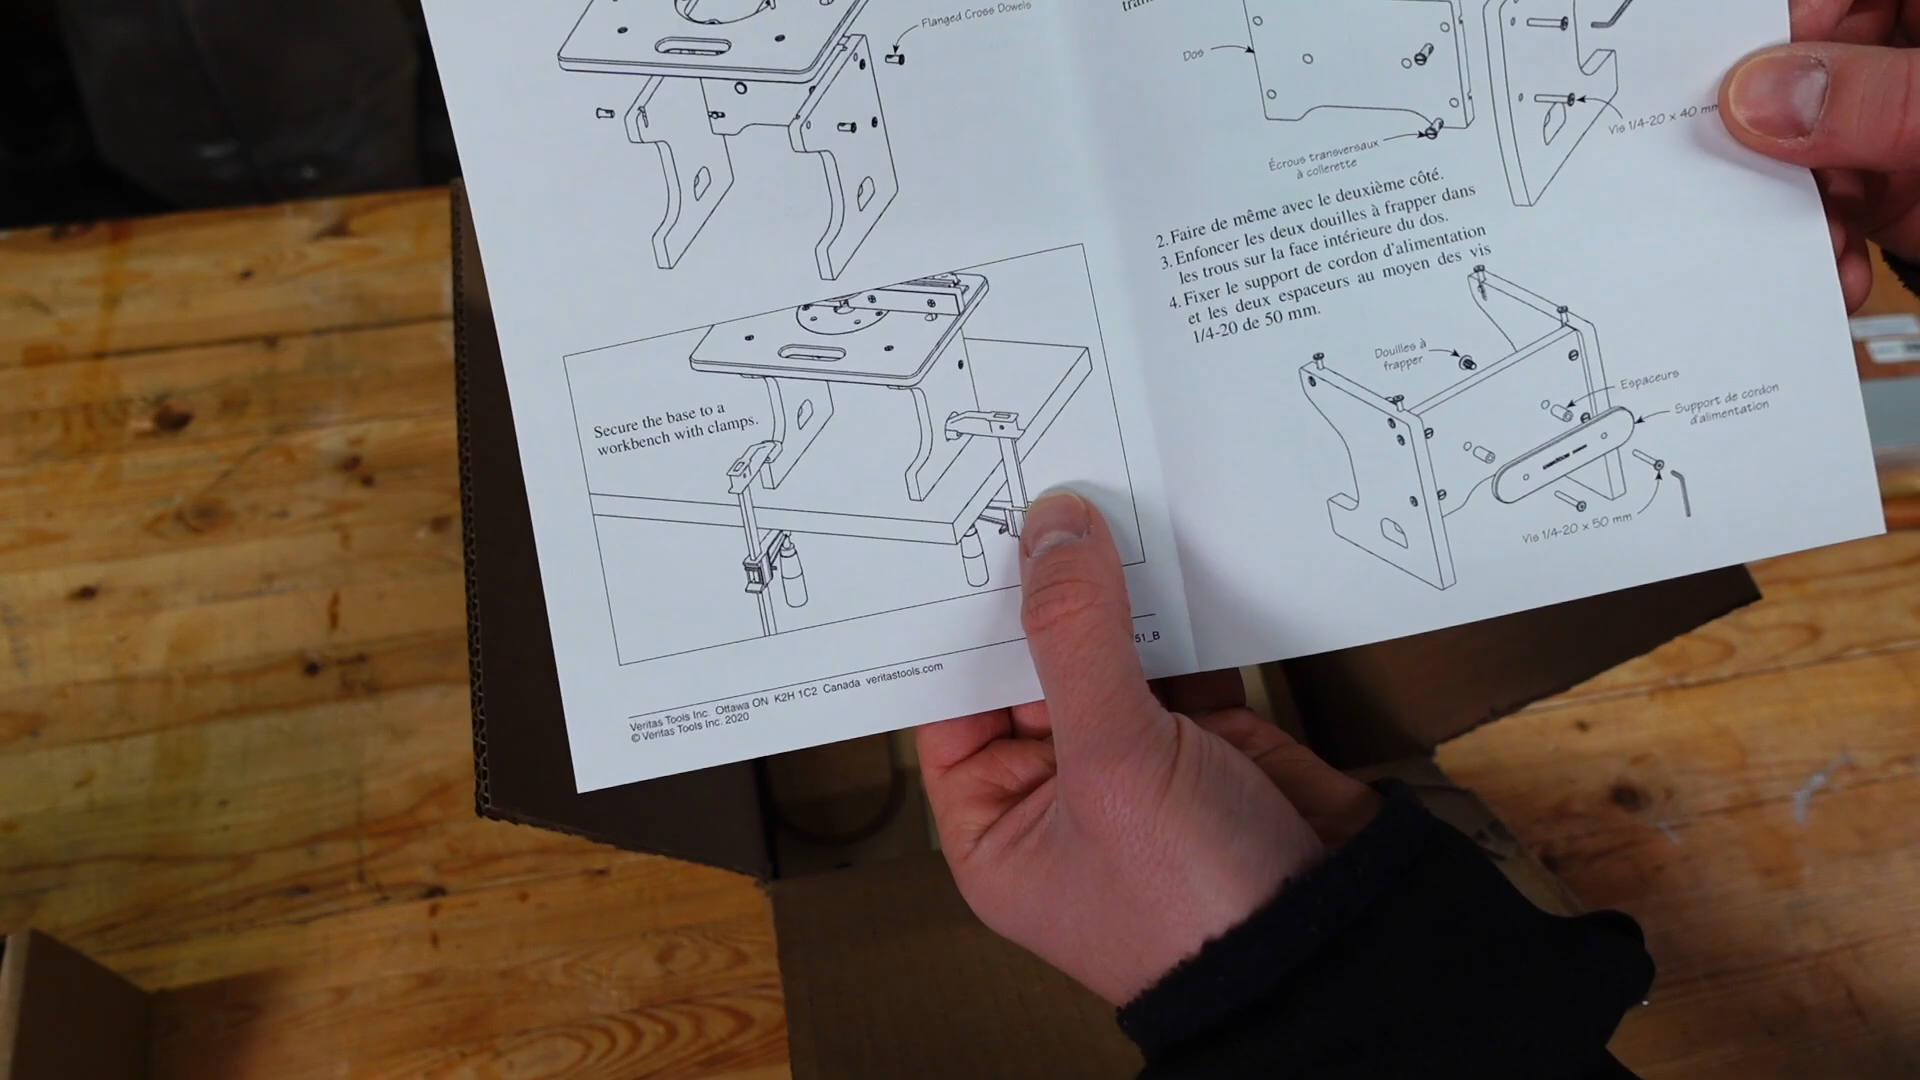 Flanged Cross Dowels
Secure the base to a
workbench with clamps.
Veritas Tools Inc. Ottawa ON K2H 1C2 Canada veritastools.com
© Veritas Tools Inc. 2020
51_B
Dos
Écrous transversaux
à collerette
Vis 1/4-20 x 40 mm
2. Faire de même avec le deuxième côté.
3. Enfoncer les deux douilles à frapper dans
les trous sur la face intérieure du dos.
4. Fixer le support de cordon d'alimentation
et les deux espaceurs au moyen des vis
1/4-20 de 50 mm.
Douilles à
frapper
Espaceurs
Support de cordon
d'alimentation
Vis 1/4-20 x 50 mm